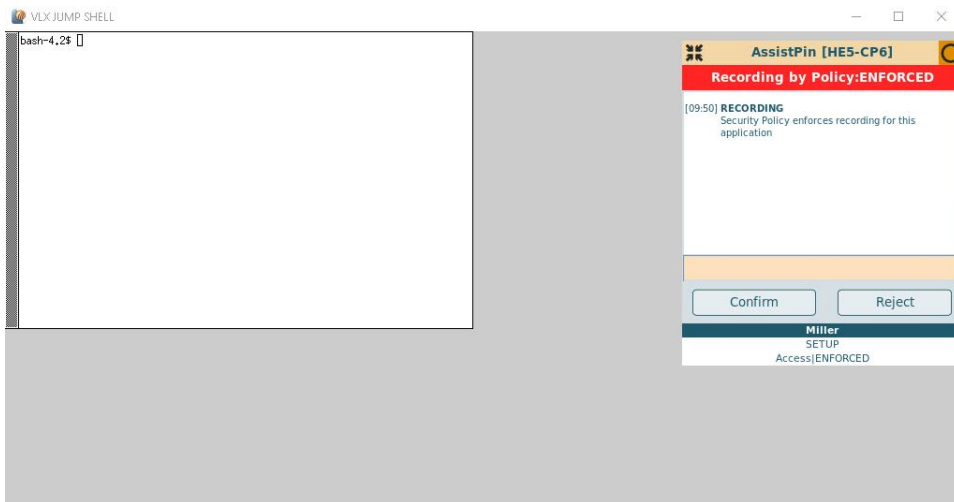 VLX JUMP SHELL
bash-4.2$
AssistPin [HE5-CP6]
Recording by Policy:ENFORCED
[09:50] RECORDING
Security Policy enforces recording for this
application
Confirm
Reject
Miller
SETUP
Access|ENFORCED